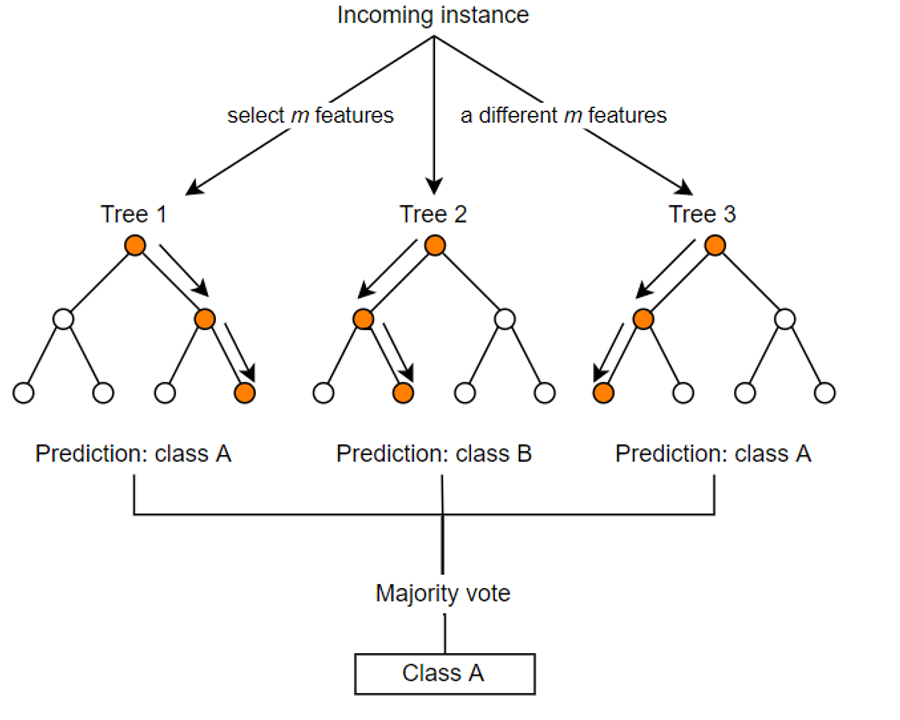 Incoming instance
select m features
a different m features
Tree 1
Tree 2
Tree 3
Prediction: class A
Prediction: class B
Prediction: class A
Majority vote
Class A